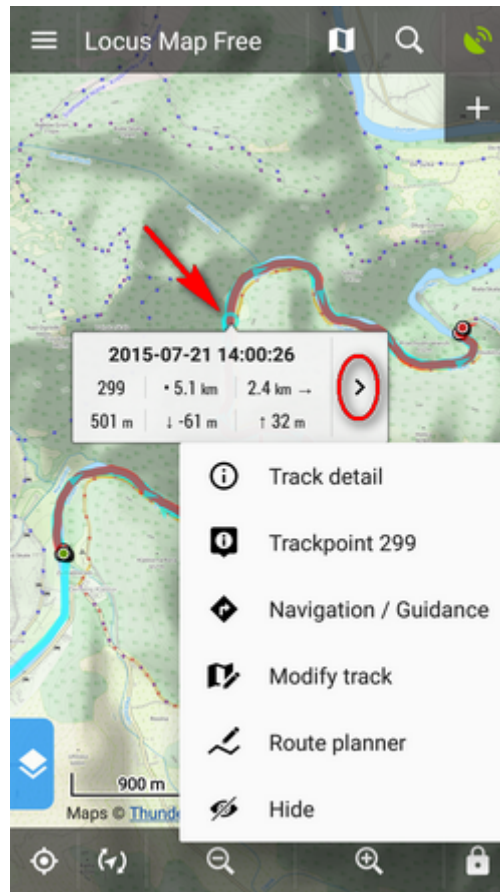 Locus Map Free
2015-07-21 14:00:26
299 • 5.1 km 2.4 km →
501 m ↓ -61 m ↑ 32 m
Track detail
Trackpoint 299
Navigation / Guidance
Modify track
Route planner
Hide
900 m
Maps © Thunde